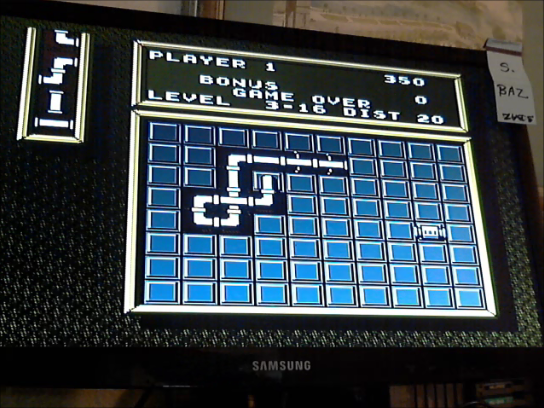 PLAYER 1
350
BONUS
0
GAME OVER
LEVEL 3-16 DIST 20
S.
BAZ
SAMSUNG